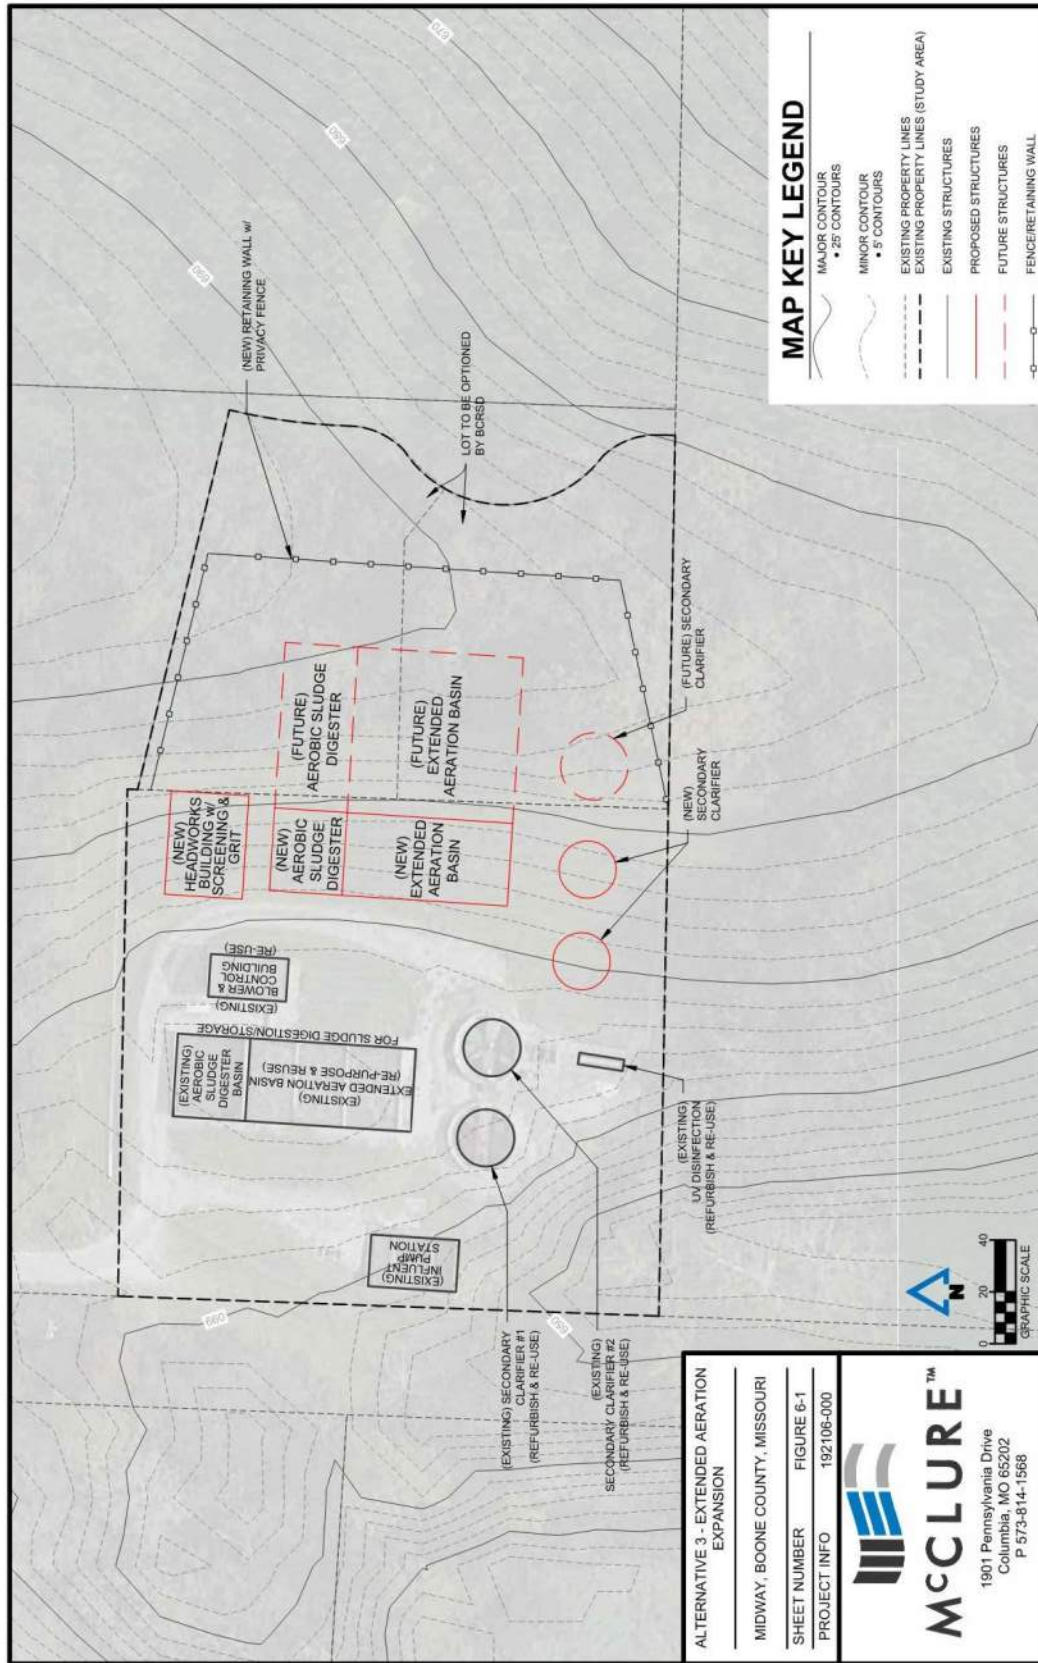 670
680
690
(NEW) RETAINING WALL w/
PRIVACY FENCE
LOT TO BE OPTIONED
BY BCRSD
(NEW)
HEADWORKS
BUILDING w/
SCREENING &
GRIT
(FUTURE)
AEROBIC SLUDGE
DIGESTER
(FUTURE)
EXTENDED
AERATION BASIN
(NEW)
AEROBIC
SLUDGE
DIGESTER
(NEW)
EXTENDED
AERATION
BASIN
(FUTURE) SECONDARY
CLARIFIER
(NEW)
SECONDARY
CLARIFIER
(EXISTING)
BLOWER &
CONTROL
BUILDING
(RE-USE)
(EXISTING)
AEROBIC
SLUDGE
DIGESTER
BASIN
(EXISTING)
EXTENDED AERATION BASIN
(RE-PURPOSE & REUSE)
FOR SLUDGE DIGESTION/STORAGE
(EXISTING)
INFLUENT
PUMP
STATION
(EXISTING)
UV DISINFECTION
(REFURBISH & RE-USE)
(EXISTING) SECONDARY
CLARIFIER #1
(REFURBISH & RE-USE)
(EXISTING)
SECONDARY CLARIFIER #2
(REFURBISH & RE-USE)
660
650
MAP KEY LEGEND
MAJOR CONTOUR
• 25' CONTOURS
MINOR CONTOUR
• 5' CONTOURS
EXISTING PROPERTY LINES
EXISTING PROPERTY LINES (STUDY AREA)
EXISTING STRUCTURES
PROPOSED STRUCTURES
FUTURE STRUCTURES
FENCE/RETAINING WALL
N
0 20 40
GRAPHIC SCALE
ALTERNATIVE 3 - EXTENDED AERATION
EXPANSION
MIDWAY, BOONE COUNTY, MISSOURI
SHEET NUMBER FIGURE 6-1
PROJECT INFO 192106-000
McCLURE™
1901 Pennsylvania Drive
Columbia, MO 65202
P 573-814-1568